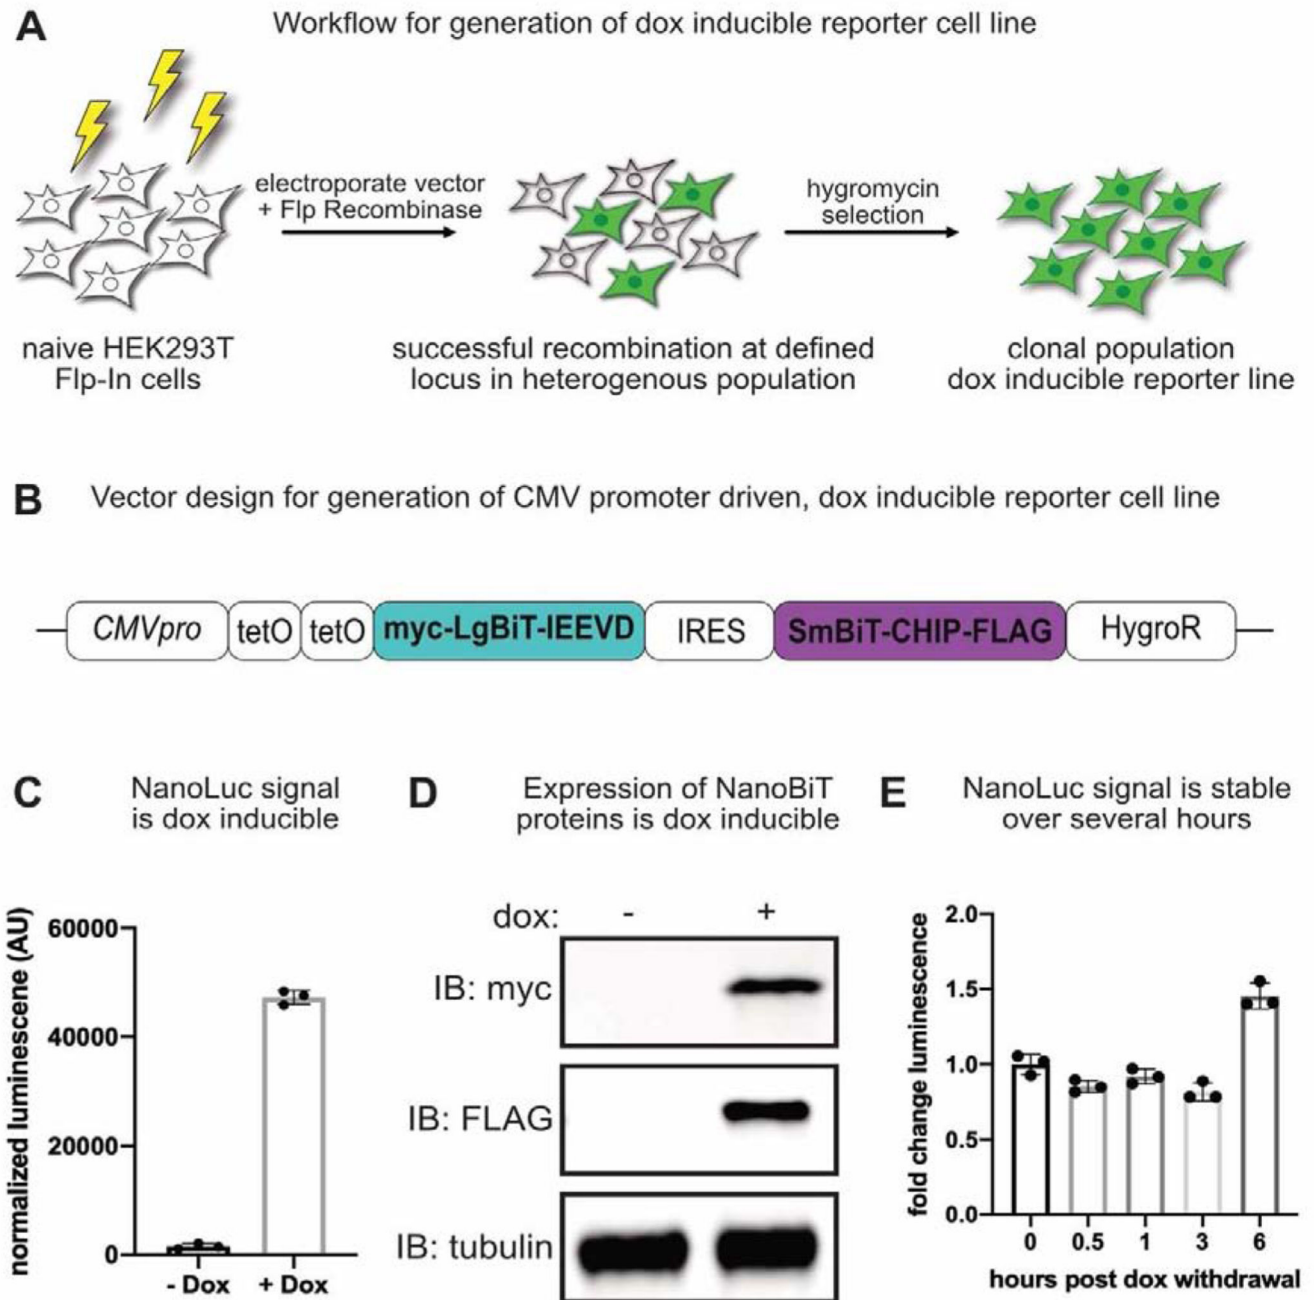 A
Workflow for generation of dox inducible reporter cell line
electroporate vector
+ Flp Recombinase
hygromycin
selection
naive HEK293T
Flp-In cells
successful recombination at defined
locus in heterogenous population
clonal population
dox inducible reporter line
B
Vector design for generation of CMV promoter driven, dox inducible reporter cell line
CMVpro
tetO
tetO
myc-LgBiT-IEEVD
IRES
SmBiT-CHIP-FLAG
HygroR
C
NanoLuc signal
is dox inducible
normalized luminescene (AU)
60000
40000
20000
0
- Dox
+ Dox
D
Expression of NanoBiT
proteins is dox inducible
dox:
-
+
IB: myc
IB: FLAG
IB: tubulin
E
NanoLuc signal is stable
over several hours
fold change luminescence
2.0
1.5
1.0
0.5
0.0
0
0.5
1
3
6
hours post dox withdrawal